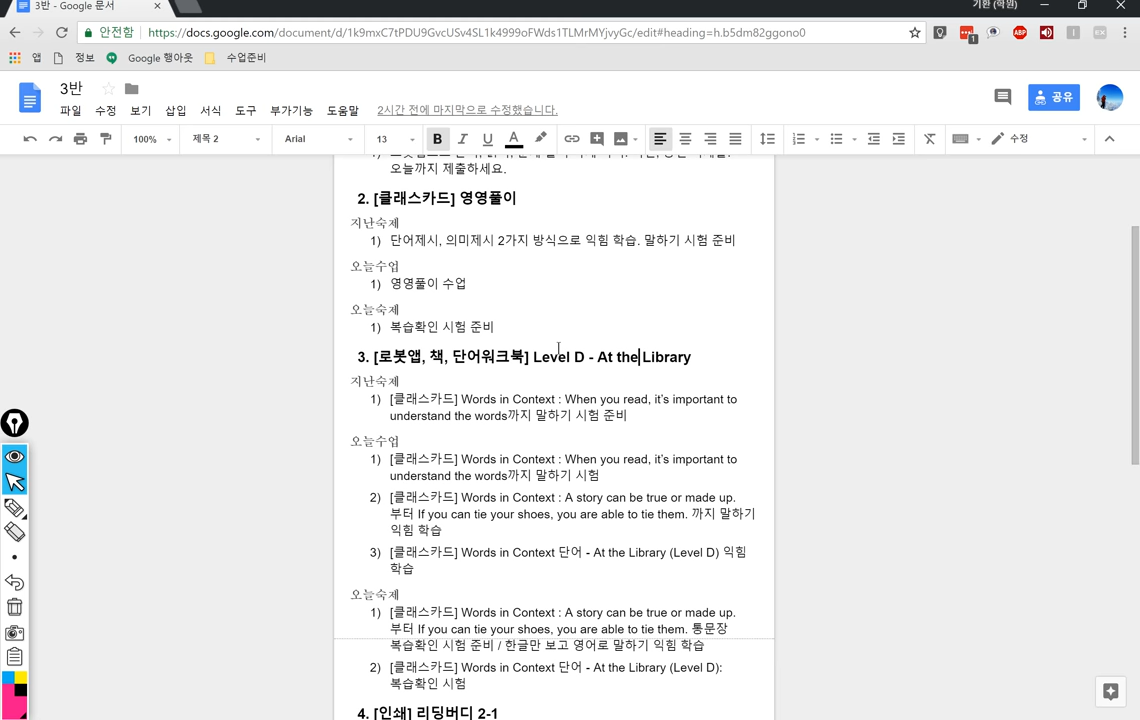 3반 - Google 문서
기환 (학원)
안전함 https://docs.google.com/document/d/1k9mxC7tPDU9GvcUSv4SL1k4999oFWds1TLMrMYjvyGc/edit#heading=h.b5dm82ggono0
앱 정보 Google 행아웃 수업준비
3반
파일 수정 보기 삽입 서식 도구 부가기능 도움말 2시간 전에 마지막으로 수정했습니다.
공유
100% 제목 2 Arial 13 수정
오늘까지 제출하세요.
2. [클래스카드] 영영풀이
지난숙제
1) 단어제시, 의미제시 2가지 방식으로 익힘 학습. 말하기 시험 준비
오늘수업
1) 영영풀이 수업
오늘숙제
1) 복습확인 시험 준비
3. [로봇앱, 책, 단어워크북] Level D - At the Library
지난숙제
1) [클래스카드] Words in Context : When you read, it's important to
understand the words까지 말하기 시험 준비
오늘수업
1) [클래스카드] Words in Context : When you read, it's important to
understand the words까지 말하기 시험
2) [클래스카드] Words in Context : A story can be true or made up.
부터 If you can tie your shoes, you are able to tie them. 까지 말하기
익힘 학습
3) [클래스카드] Words in Context 단어 - At the Library (Level D) 익힘
학습
오늘숙제
1) [클래스카드] Words in Context : A story can be true or made up.
부터 If you can tie your shoes, you are able to tie them. 통문장
복습확인 시험 준비 / 한글만 보고 영어로 말하기 익힘 학습
2) [클래스카드] Words in Context 단어 - At the Library (Level D):
복습확인 시험
4. [인쇄] 리딩버디 2-1